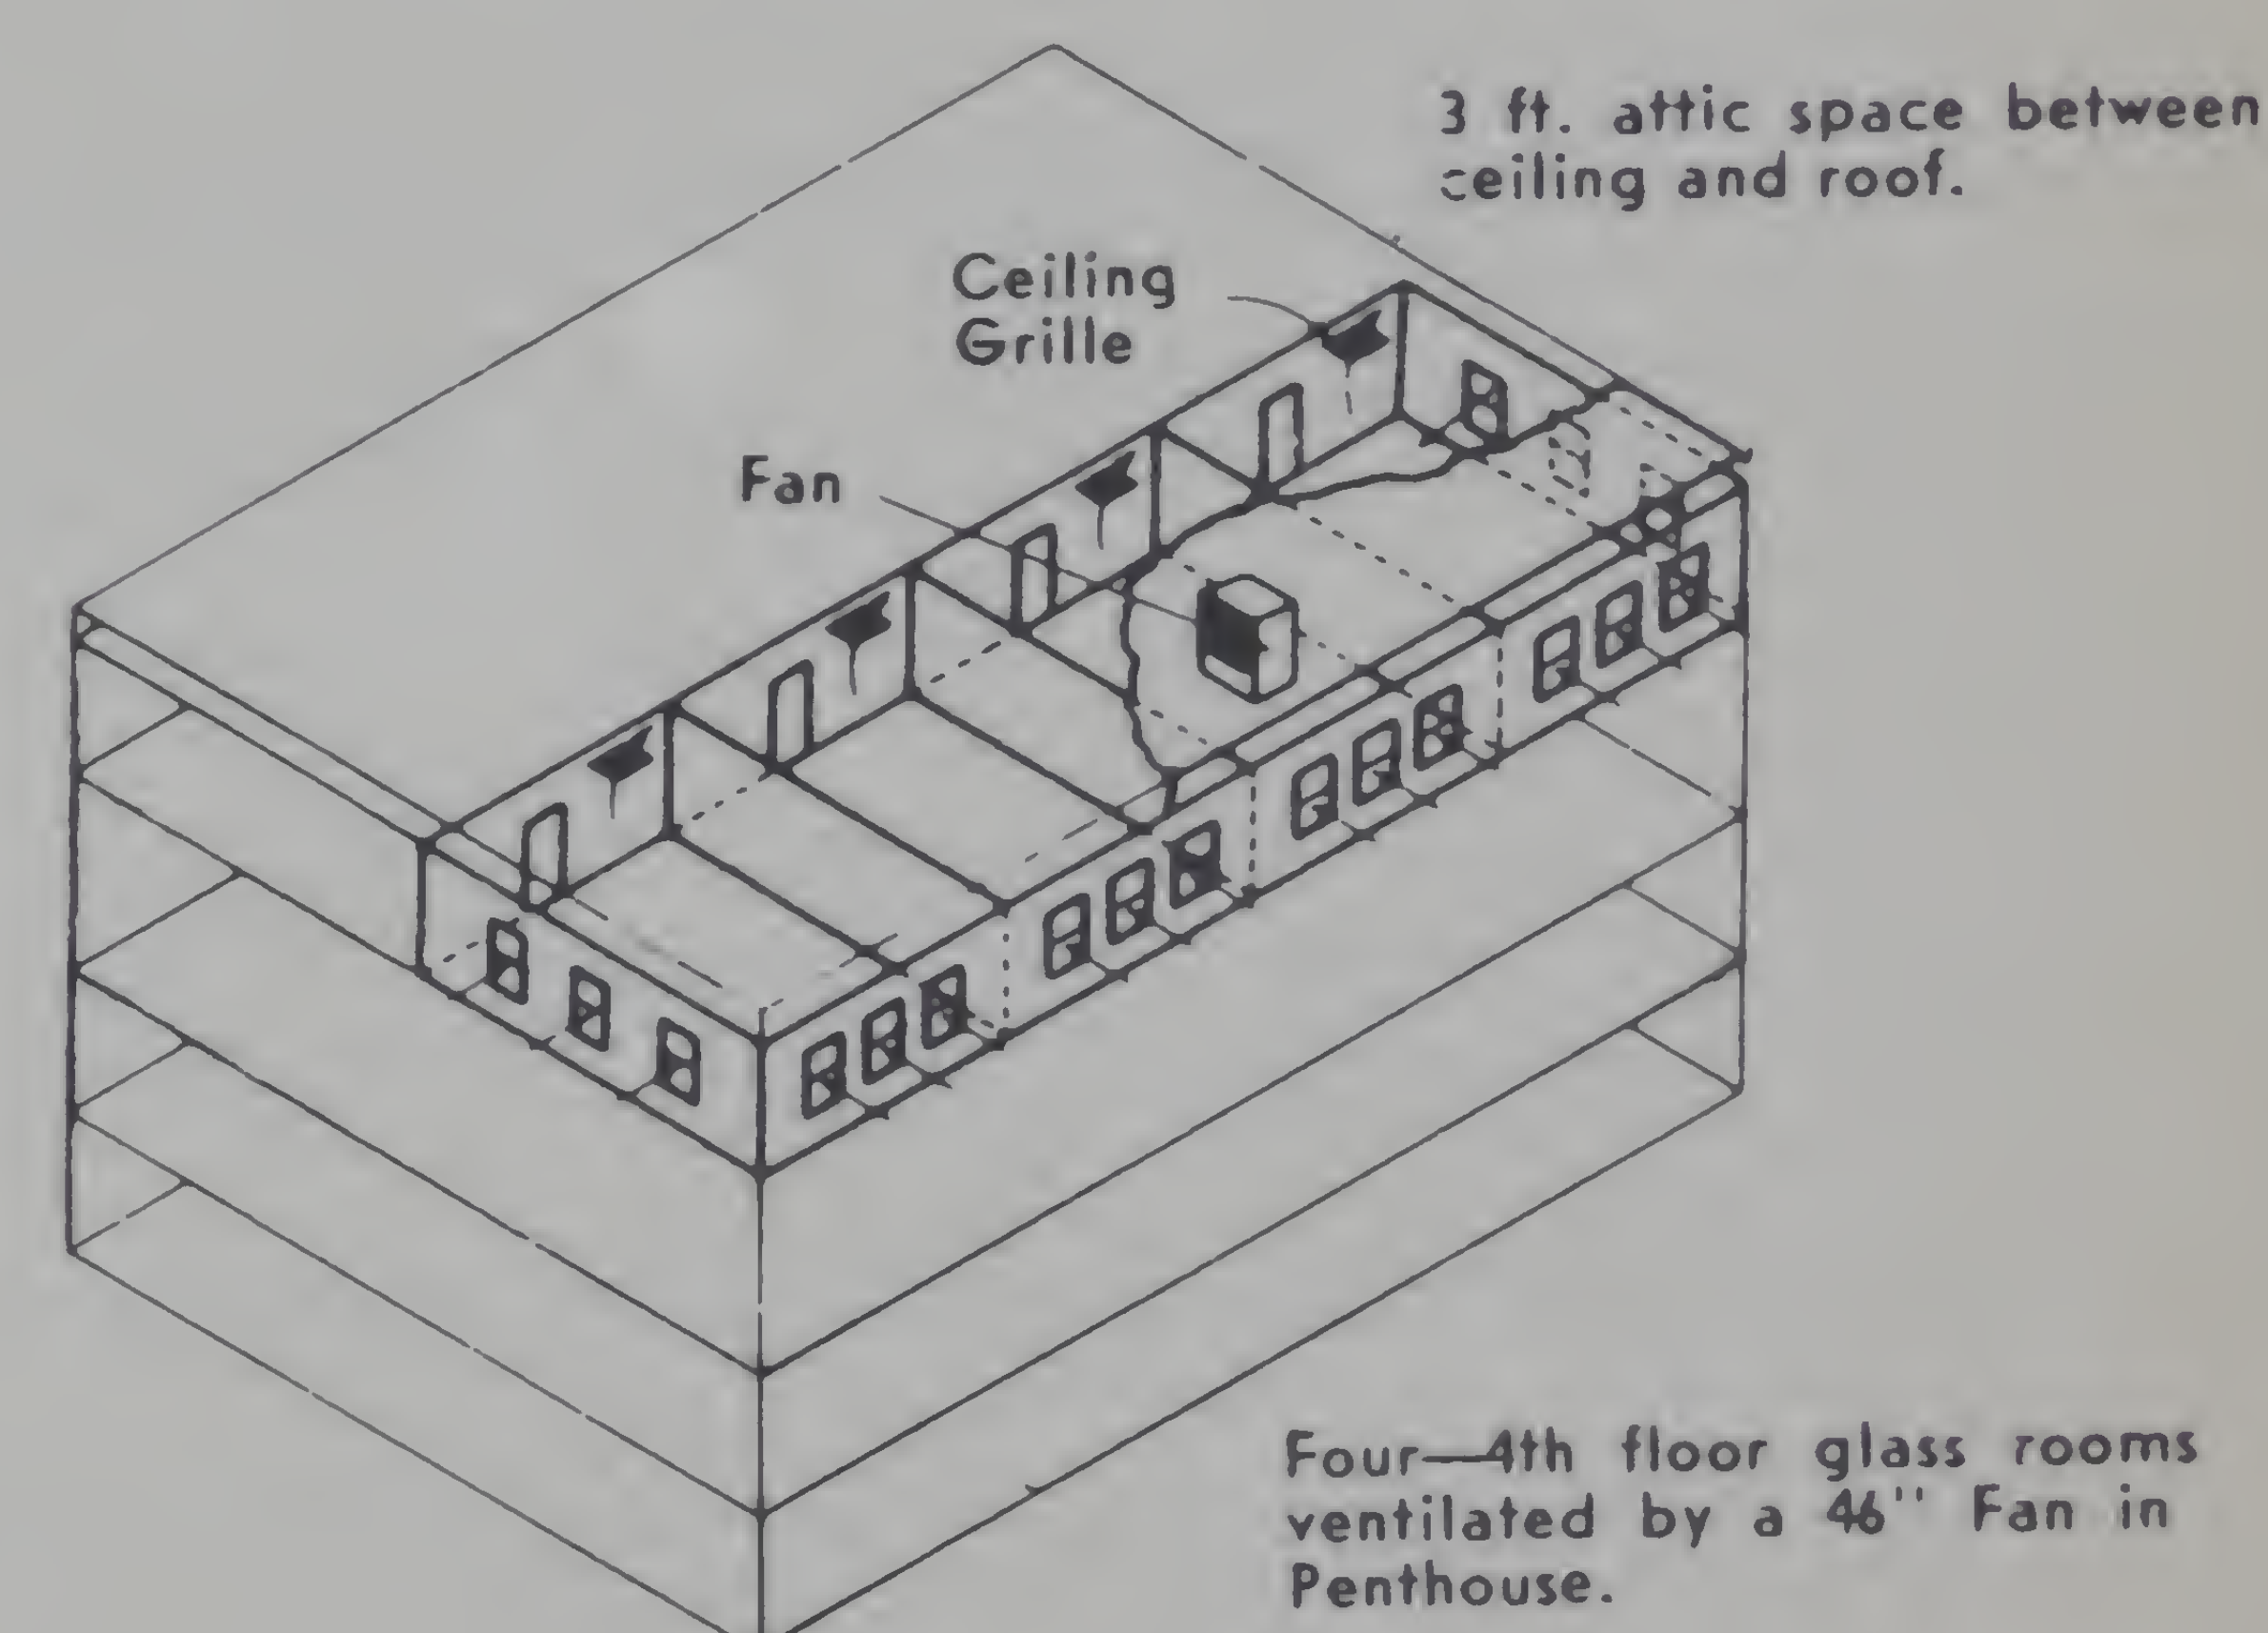 3 ft. attic space between
ceiling and roof.
Ceiling
Grille
Fan
Four—4th floor glass rooms
ventilated by a 46" Fan in
Penthouse.